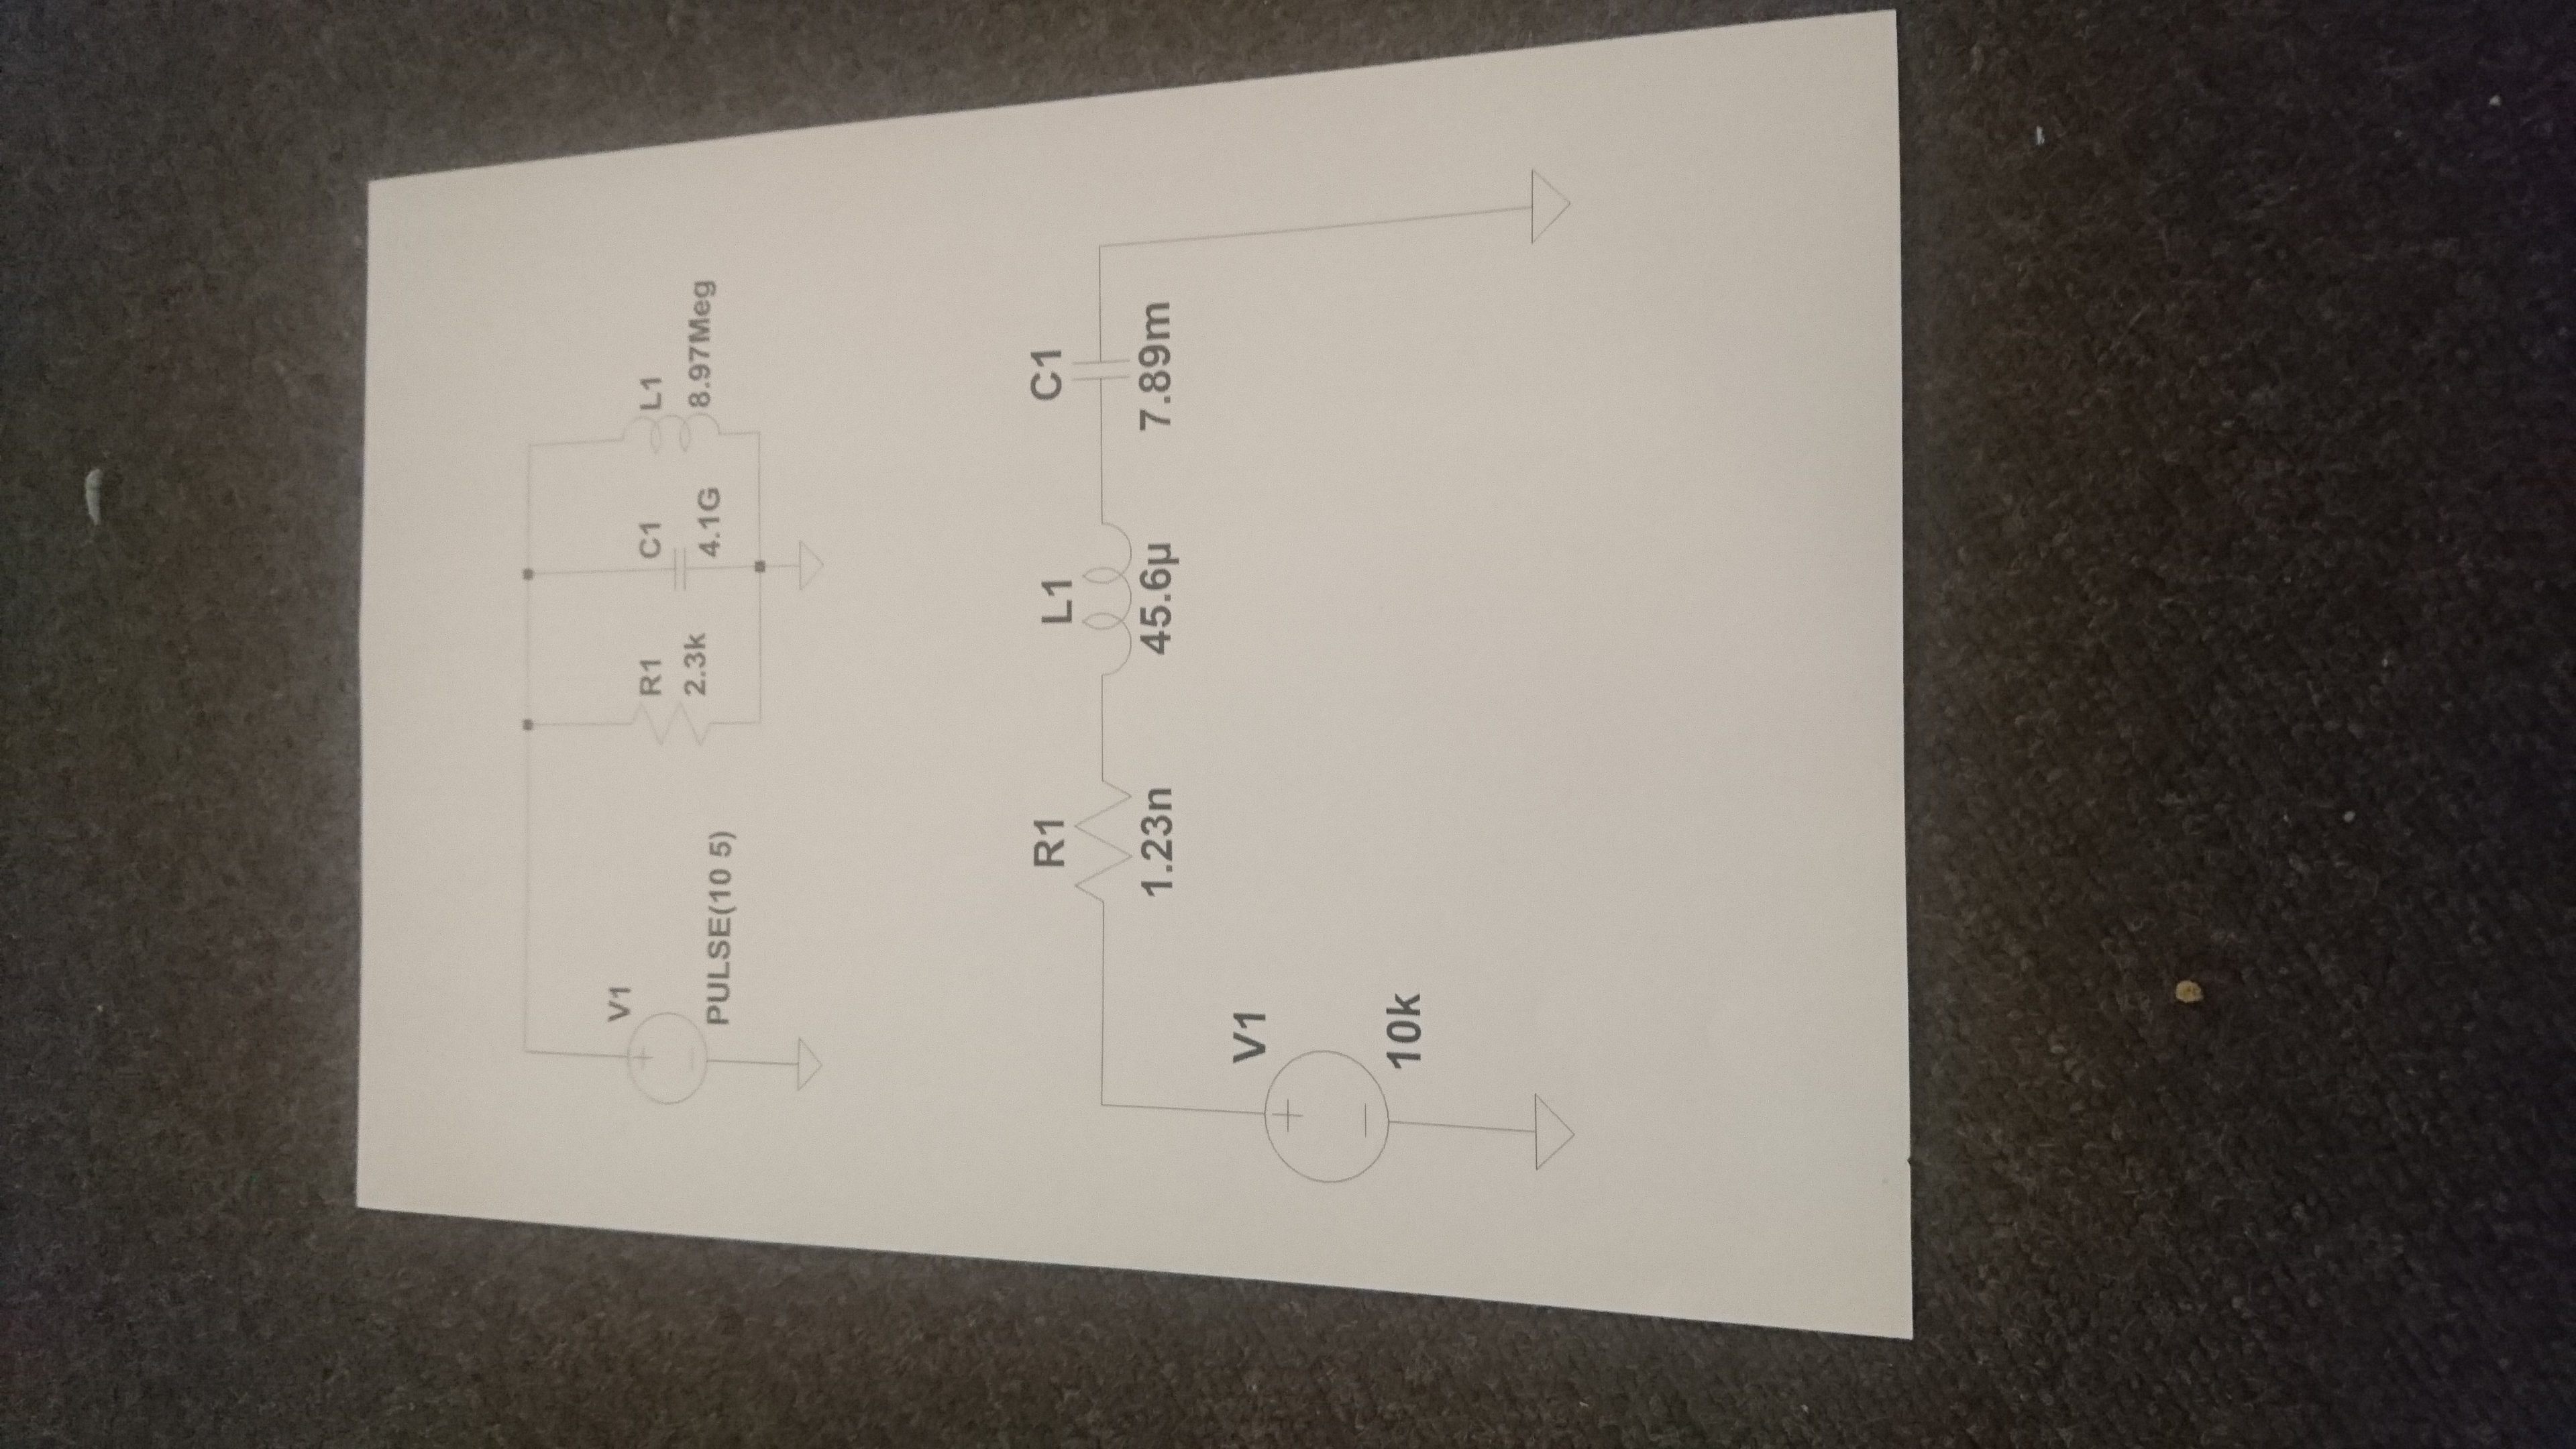 V1
PULSE(10 5)
R1
2.3k
C1
4.1G
L1
8.97Meg
R1
1.23n
L1
45.6µ
C1
7.89m
V1
10k